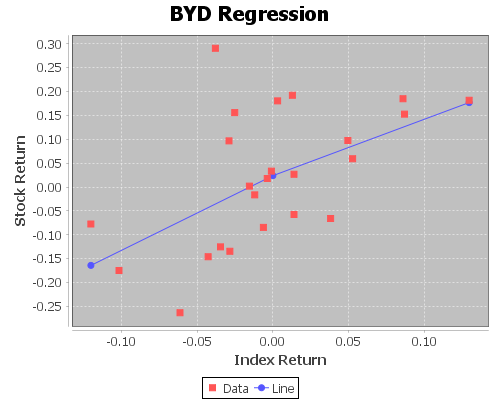 BYD Regression
0.30
0.25
0.20
0.15
0.10
0.05
0.00
-0.05
-0.10
-0.15
-0.20
-0.25
Stock Return
-0.10 -0.05 0.00 0.05 0.10
Index Return
Data Line